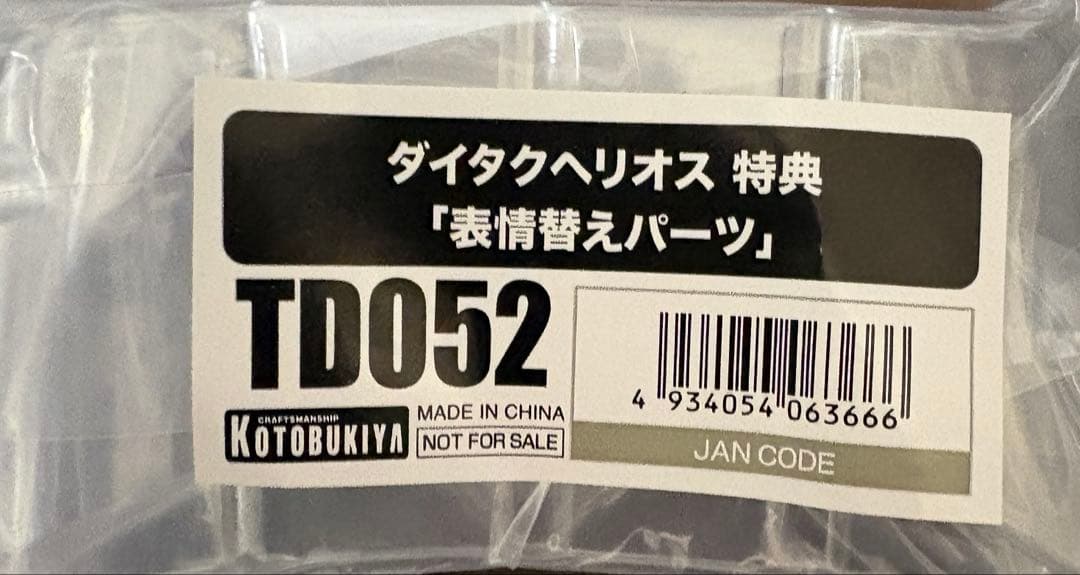 ダイタクヘリオス 特典
「表情替えパーツ」
TD052
CRAFTSMANSHIP
KOTOBUKIYA
MADE IN CHINA
NOT FOR SALE
4 934054 063666
JAN CODE